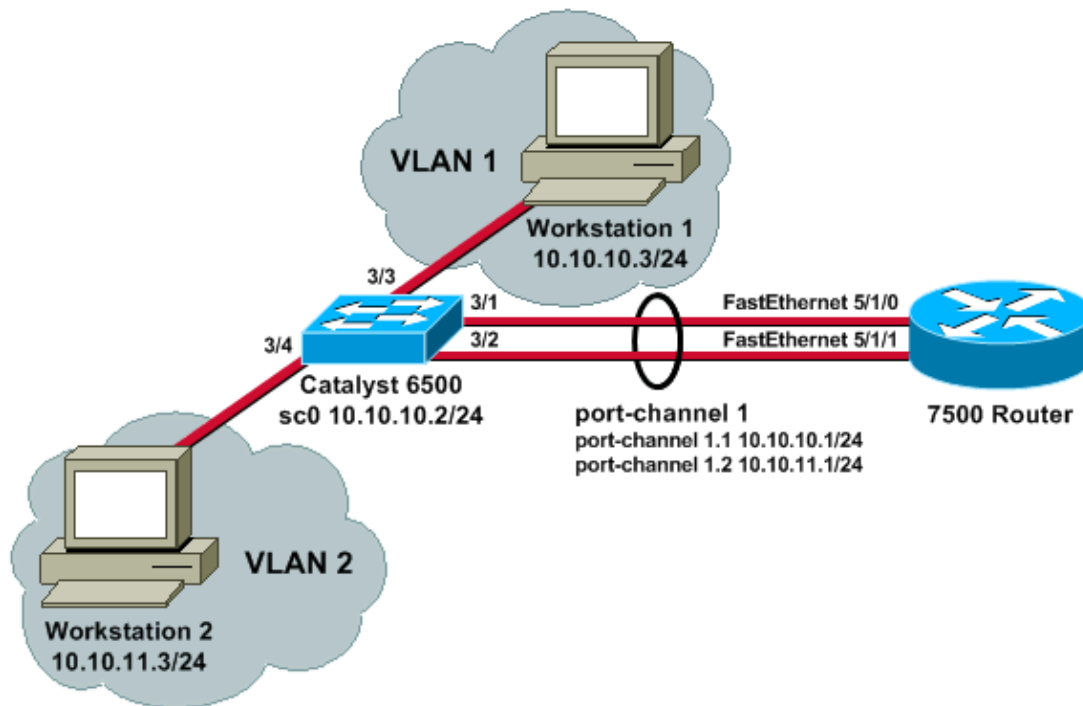 VLAN 1
Workstation 1
10.10.10.3/24
3/3
3/1
FastEthernet 5/1/0
3/4
3/2
FastEthernet 5/1/1
Catalyst 6500
sc0 10.10.10.2/24
port-channel 1
port-channel 1.1 10.10.10.1/24
port-channel 1.2 10.10.11.1/24
7500 Router
VLAN 2
Workstation 2
10.10.11.3/24